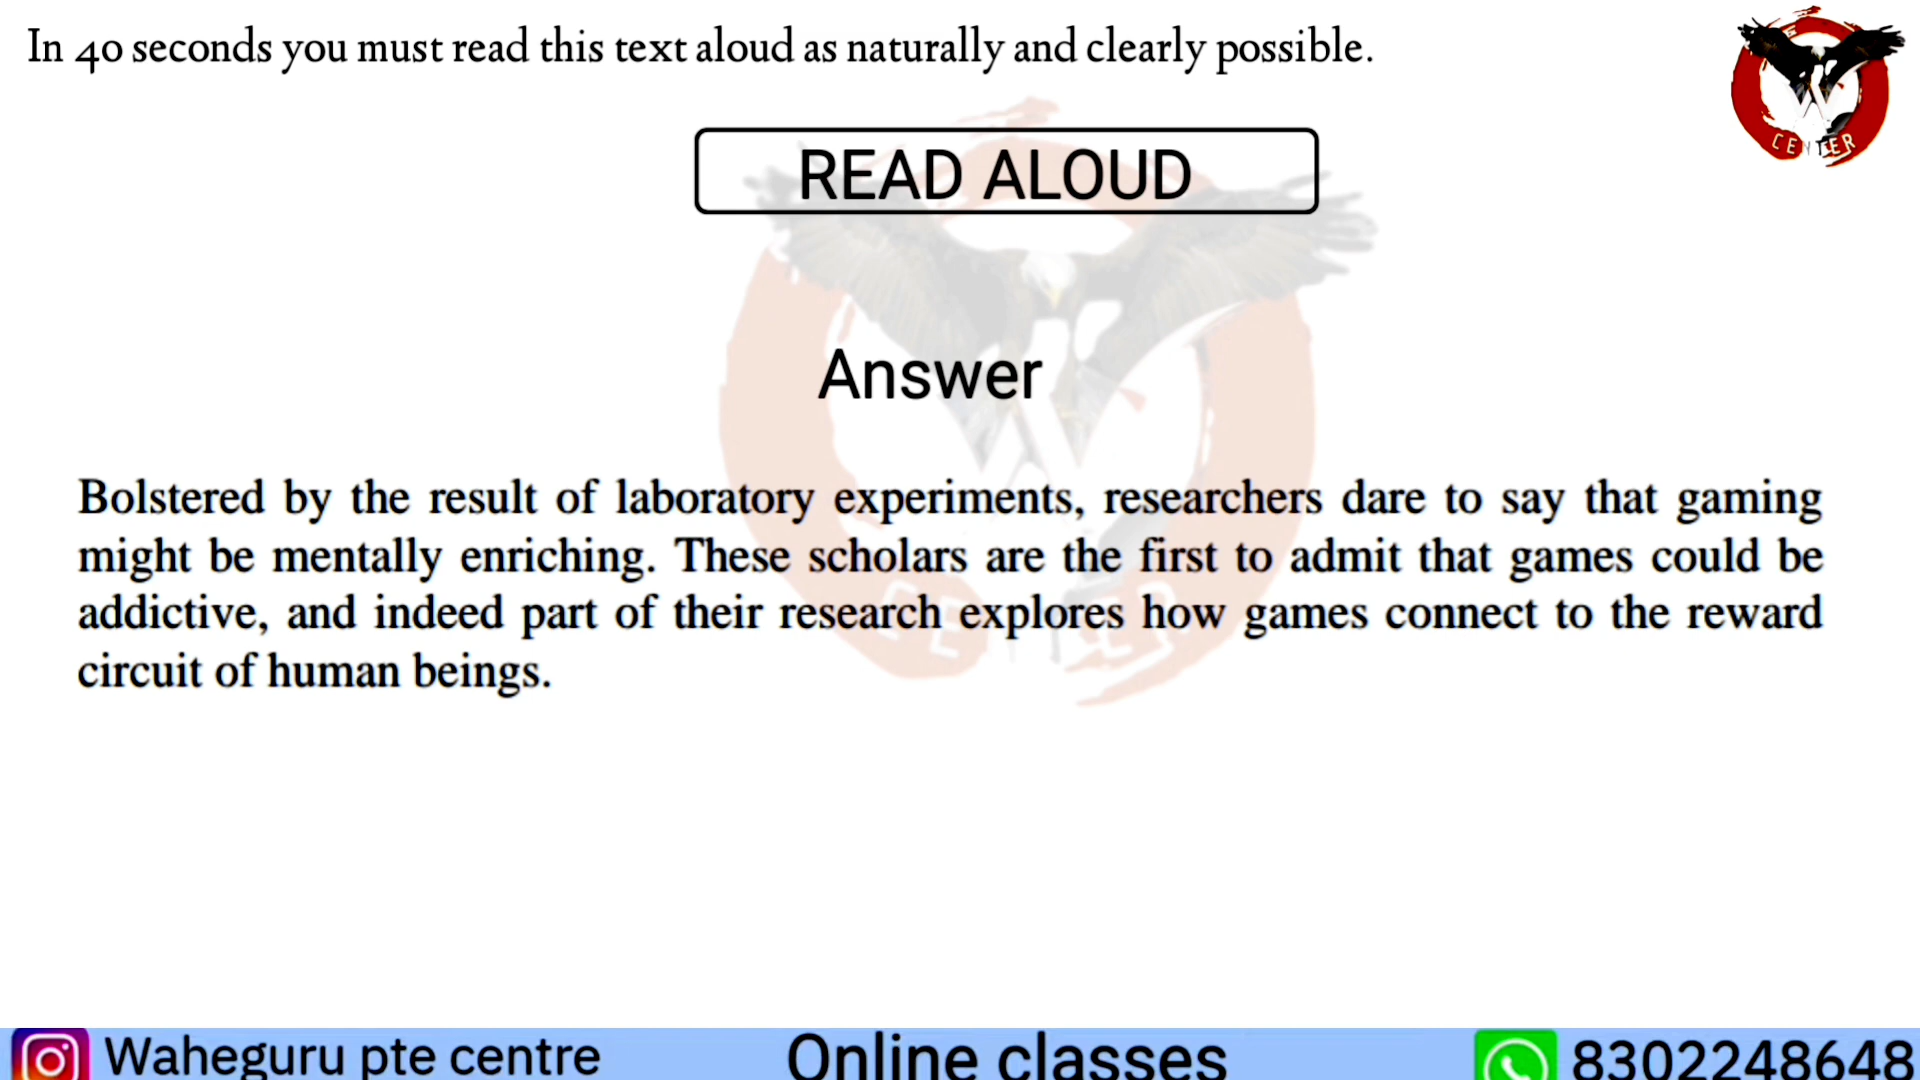 In 40 seconds you must read this text aloud as naturally and clearly possible.
CENTER
READ ALOUD
Answer
Bolstered by the result of laboratory experiments, researchers dare to say that gaming
might be mentally enriching. These scholars are the first to admit that games could be
addictive, and indeed part of their research explores how games connect to the reward
circuit of human beings.
Waheguru pte centre
Online classes
8302248648